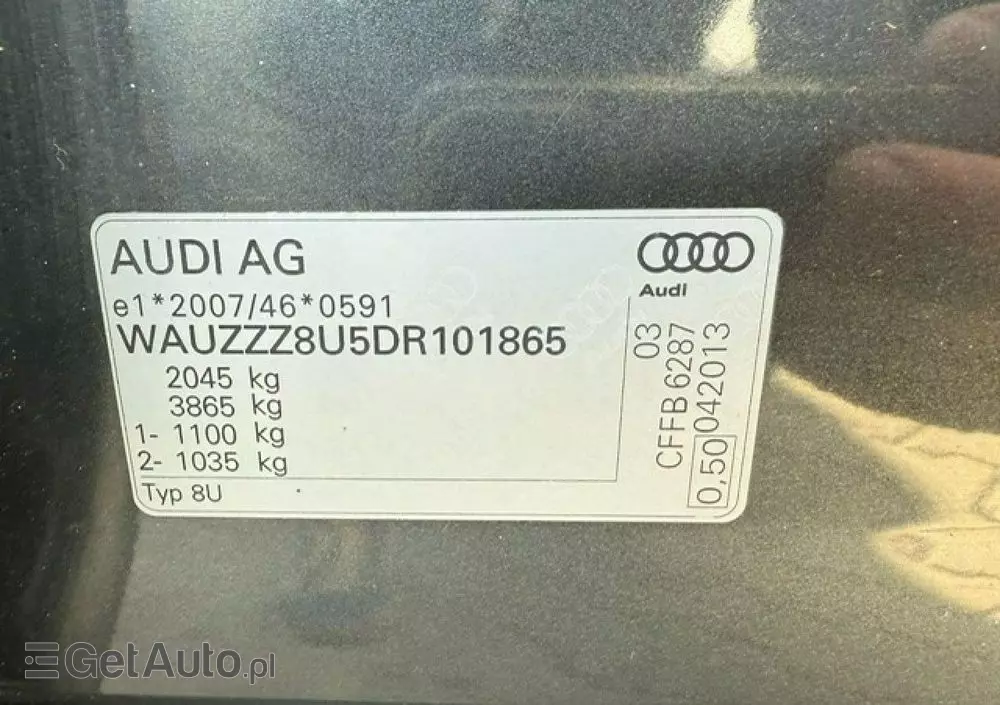 AUDI AG
Audi
e1*2007/46*0591
WAUZZZ8U5DR101865
2045 kg
3865 kg
1- 1100 kg
2- 1035 kg
Typ 8U
03
CFFB 6287
0,50 042013
GetAuto.pl